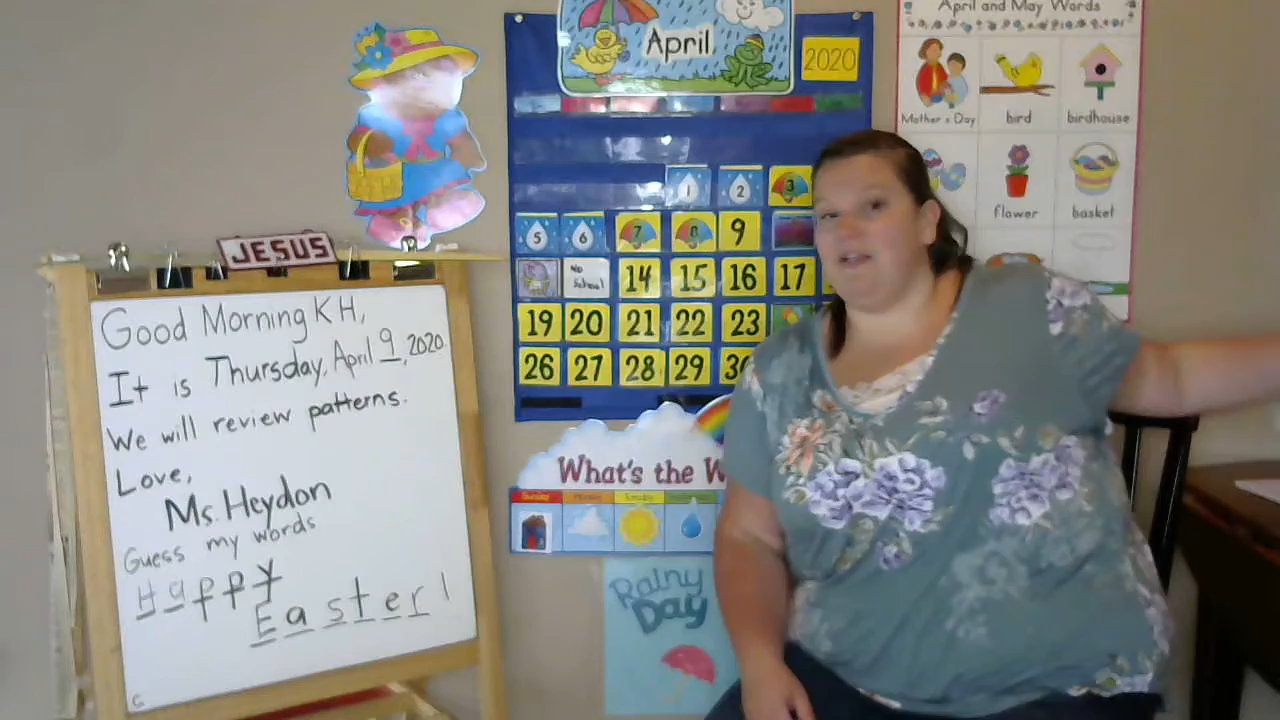 JESUS
Good Morning KH,
It is Thursday, April 9, 2020
We will review patterns.
Love,
Ms. Heydon
Guess my words
Happy
Easter!
April
2020
1 2 3
5 6 7 8 9
No School 14 15 16 17
19 20 21 22 23
26 27 28 29 30
What's the W
Sunday
Rainy
Day
April and May Words
Mother's Day bird birdhouse
flower basket